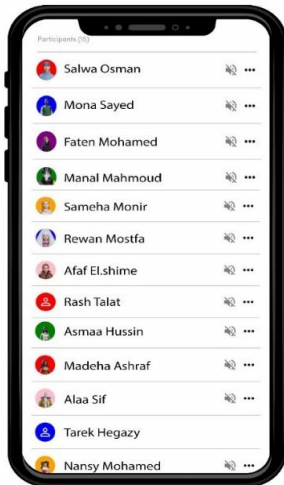 Participants (15)
Salwa Osman
Mona Sayed
Faten Mohamed
Manal Mahmoud
Sameha Monir
Rewan Mostfa
Afaf El.shime
Rash Talat
Asmaa Hussin
Madeha Ashraf
Alaa Sif
Tarek Hegazy
Nansy Mohamed